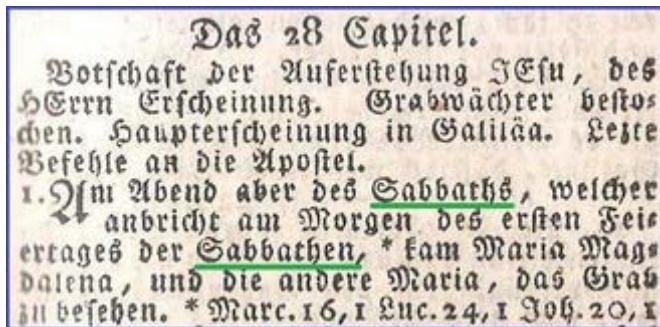 Das 28 Capitel.
Botschaft der Auferstehung JEsu, des
HErrn Erscheinung. Grabwächter besto-
chen. Haupterscheinung in Galiläa. Lezte
Befehle an die Apostel.
1. Am Abend aber des Sabbaths, welcher
anbricht am Morgen des ersten Fei-
ertages der Sabbathen, * kam Maria Mag-
dalena, und die andere Maria, das Grab
zu besehen. * Marc. 16, 1 Luc. 24, 1 Joh. 20, 1